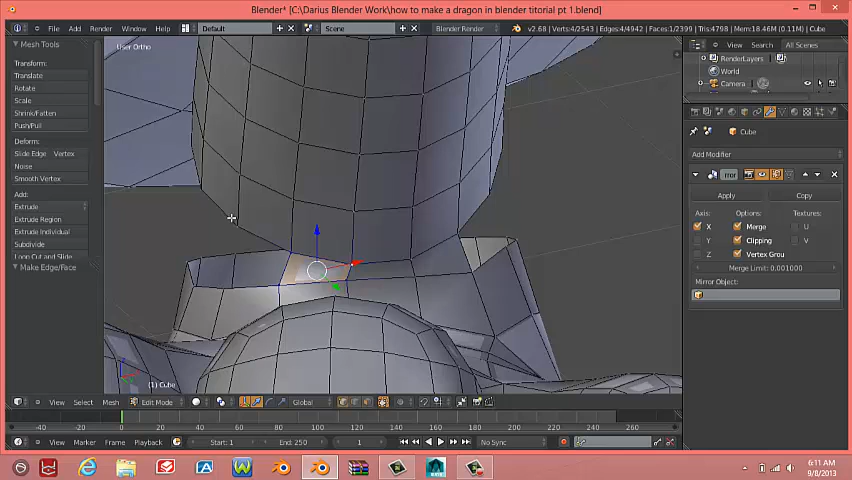 Blender* [C:\Darius Blender Work\how to make a dragon in blender titorial pt 1.blend]
File Add Render Window Help Default Scene Blender Render v2.68 | Verts:4/2543 | Edges:4/4942 | Faces:1/2399 | Tris:4798 | Mem:18.46M (0.11M) | Cube
View Search All Scenes
Mesh Tools
User Ortho
RenderLayers
World
Camera
Transform:
Translate
Rotate
Scale
Shrink/Fatten
Push/Pull
Deform:
Slide Edge Vertex
Noise
Smooth Vertex
Add:
Extrude
Extrude Region
Extrude Individual
Subdivide
Loop Cut and Slide
Make Edge/Face
Cube
Add Modifier
rror
Apply Copy
Axis: Options: Textures:
X Merge U
Y Clipping V
Z Vertex Grou
Merge Limit: 0.001000
Mirror Object:
(1) Cube
View Select Mesh Edit Mode Global
-40 -20 0 20 40 60 80 100 120 140 160 180 200 220 240 260
View Marker Frame Playback Start: 1 End: 250 1 No Sync
6:11 AM
9/8/2013